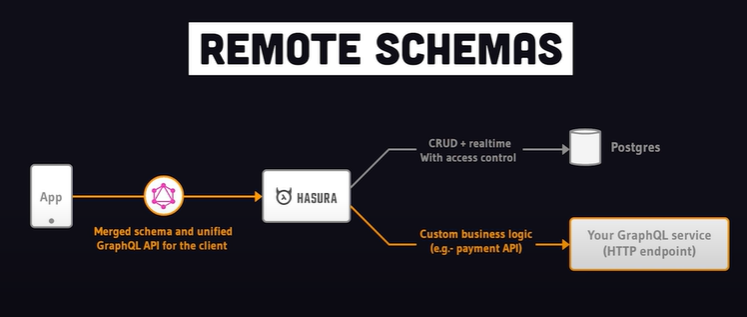 REMOTE SCHEMAS
App
Merged schema and unified
GraphQL API for the client
HASURA
CRUD + realtime
With access control
Postgres
Custom business logic
(e.g.- payment API)
Your GraphQL service
(HTTP endpoint)